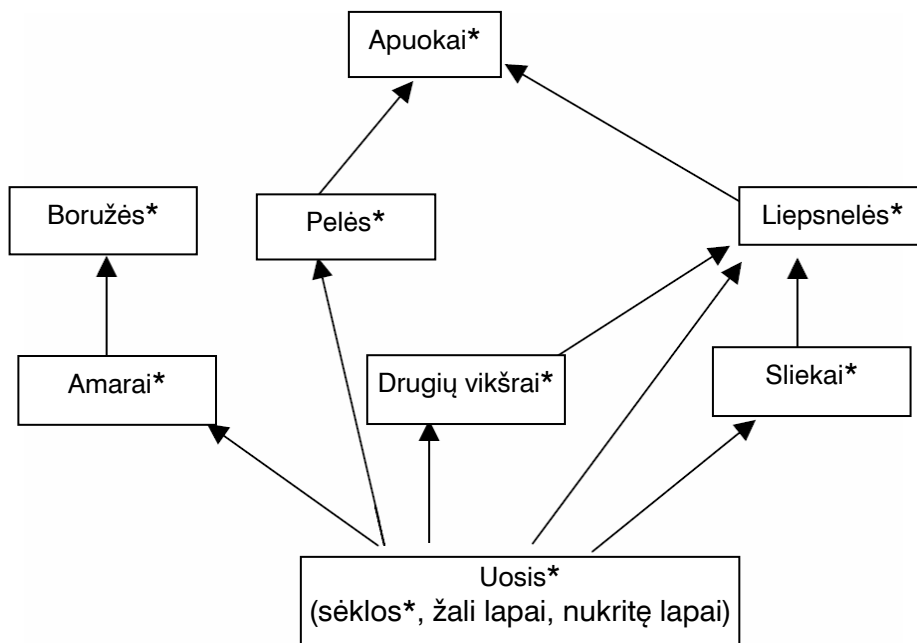 Apuokai*
Boružės*
Pelės*
Liepsnelės*
Amarai*
Drugių vikšrai*
Sliekai*
Uosis*
(sėklos*, žali lapai, nukritę lapai)